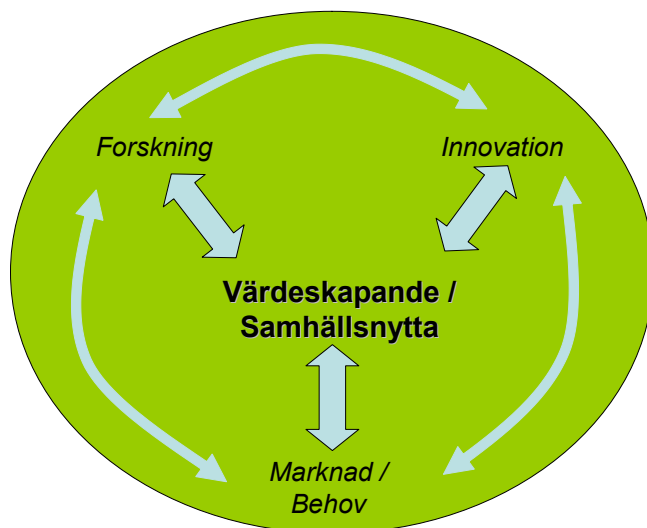 Forskning
Innovation
Värdeskapande /
Samhällsnytta
Marknad /
Behov